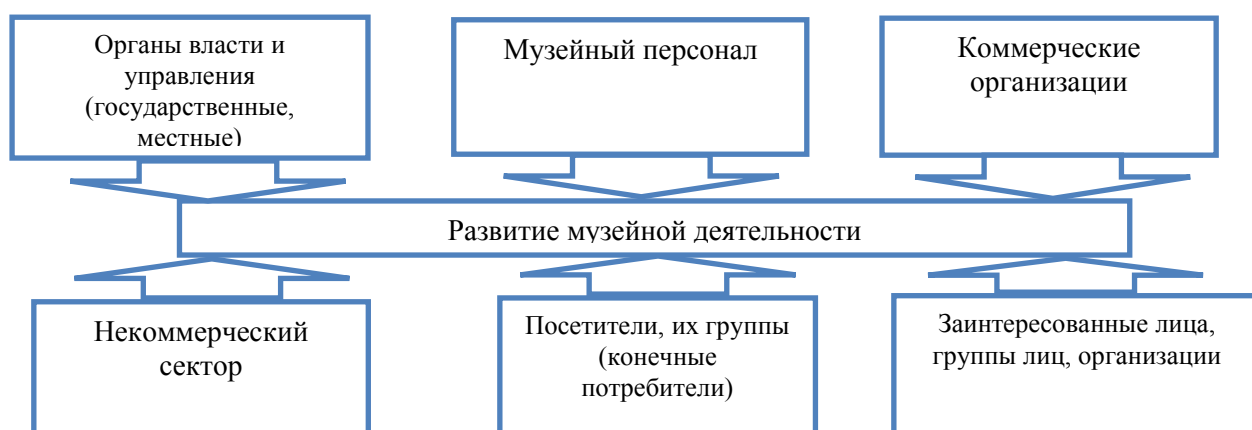 Органы власти и
управления
(государственные,
местные)
Музейный персонал
Коммерческие
организации
Развитие музейной деятельности
Некоммерческий
сектор
Посетители, их группы
(конечные
потребители)
Заинтересованные лица,
группы лиц, организации